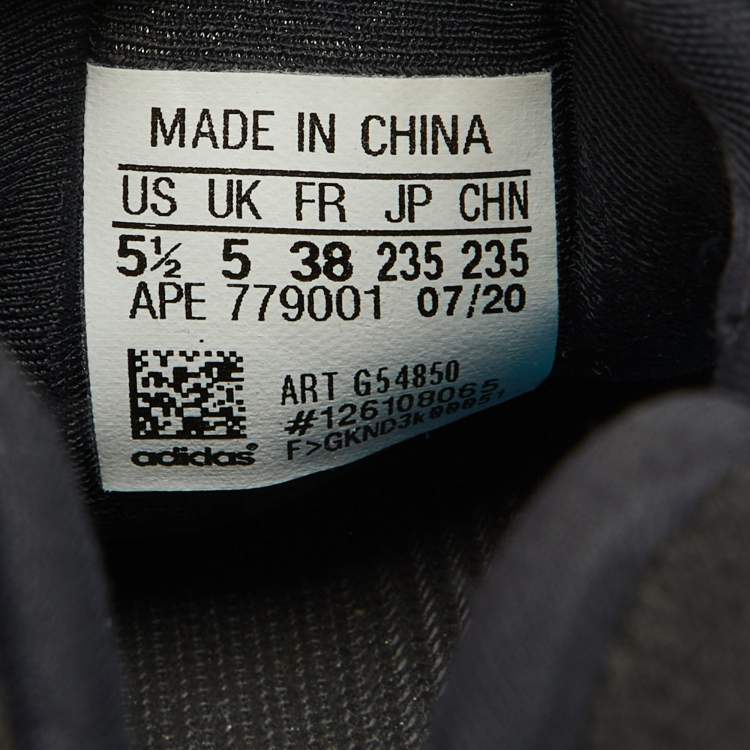 MADE IN CHINA
US UK FR JP CHN
5½ 5 38 235 235
APE 779001 07/20
ART G54850
#126108065
F>GKND3k00051
adidas®